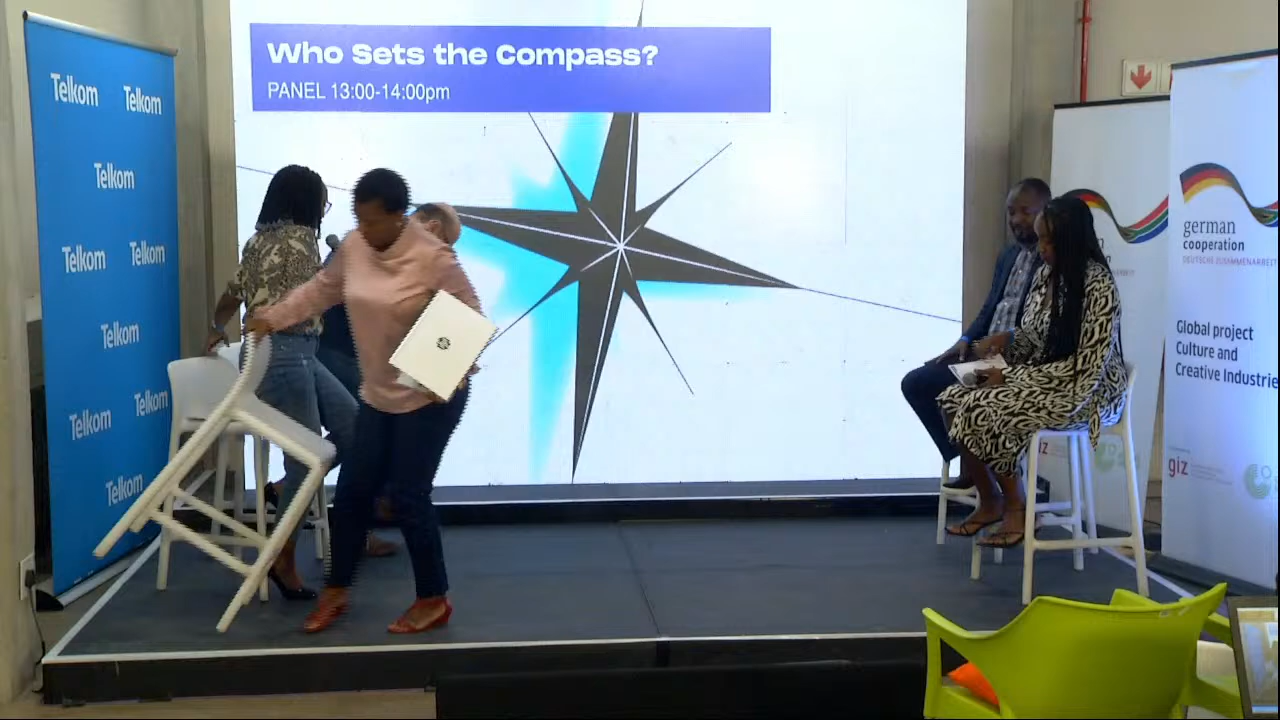 Who Sets the Compass?
PANEL 13:00-14:00pm
Telkom
Telkom
Telkom
Telkom
Telkom
Telkom
Telkom
Telkom
Telkom
german
cooperation
DEUTSCHE ZUSAMMENARBEIT
Global project
Culture and
Creative Industrie
giz
giz